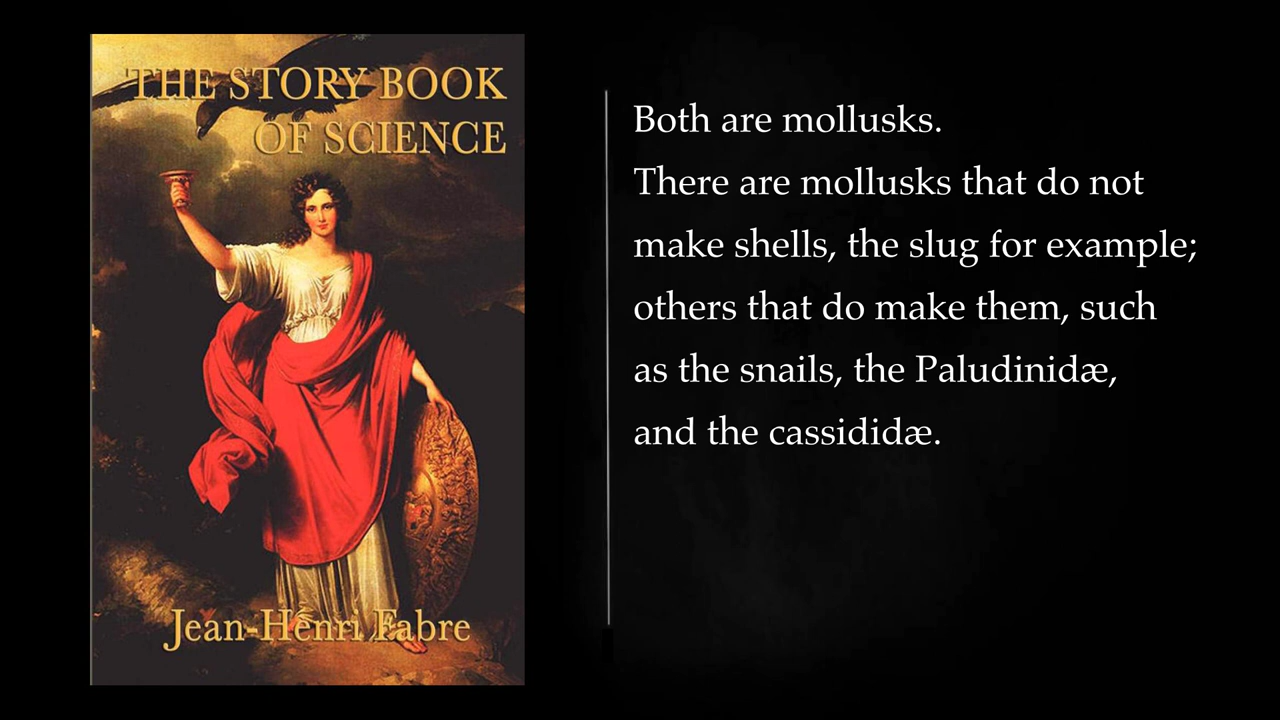 THE STORY BOOK
OF SCIENCE
Jean-Henri Fabre
Both are mollusks.
There are mollusks that do not
make shells, the slug for example;
others that do make them, such
as the snails, the Paludinidæ,
and the cassididæ.